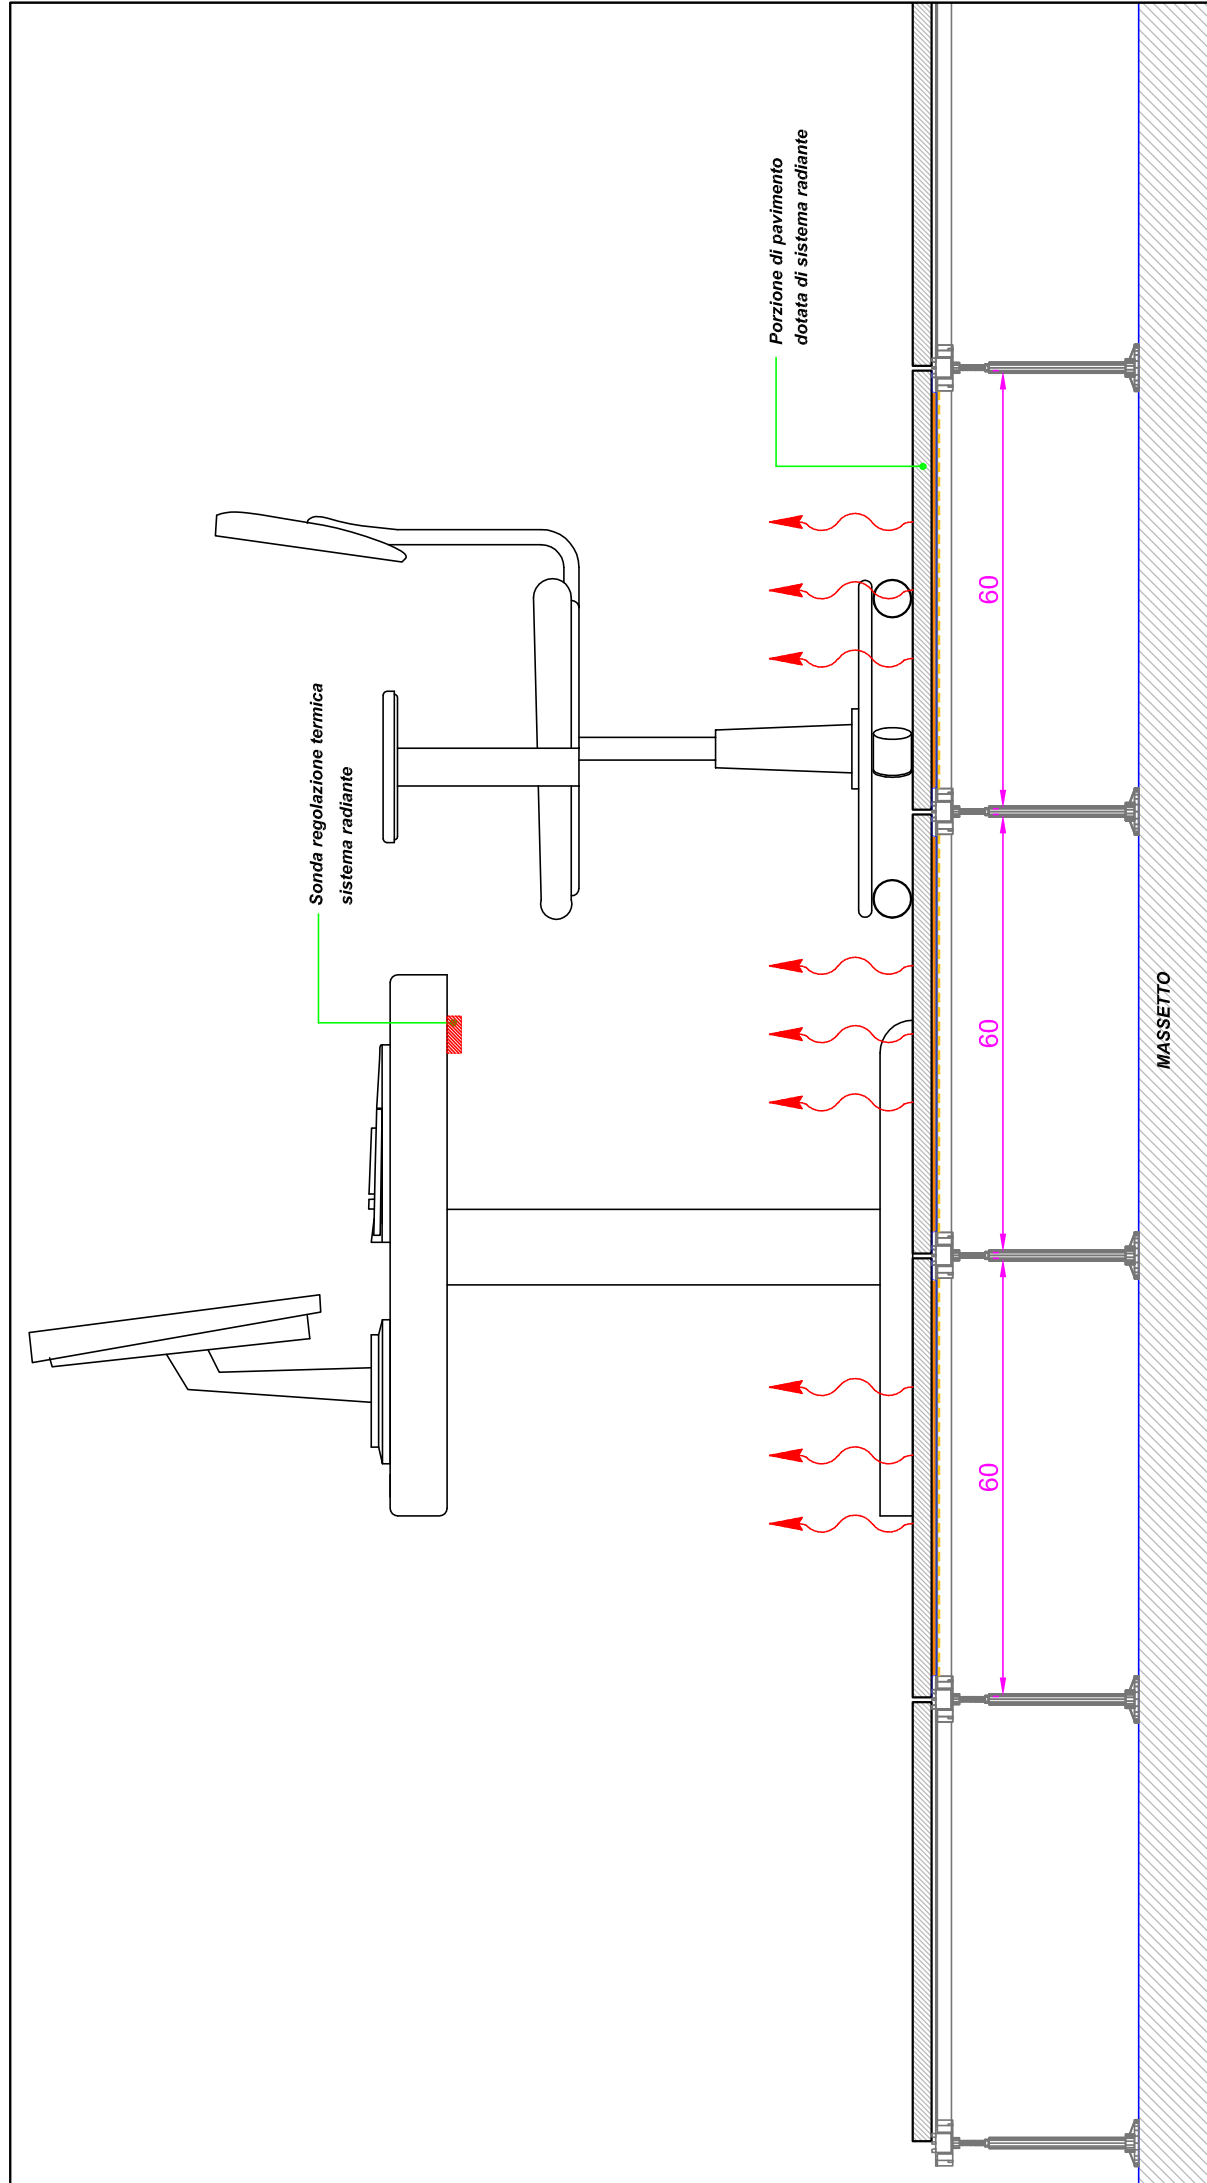 Porzione di pavimento
dotata di sistema radiante
Sonda regolazione termica
sistema radiante
60
60
60
MASSETTO